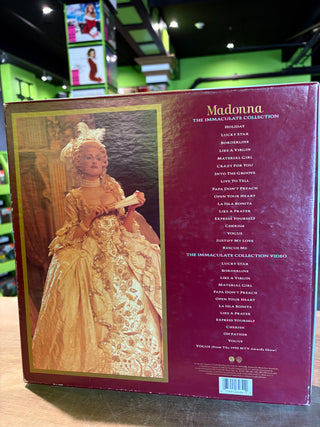 Madonna
THE IMMACULATE COLLECTION
HOLIDAY
LUCKY STAR
BORDERLINE
LIKE A VIRGIN
MATERIAL GIRL
CRAZY FOR YOU
INTO THE GROOVE
LIVE TO TELL
PAPA DON'T PREACH
OPEN YOUR HEART
LA ISLA BONITA
LIKE A PRAYER
EXPRESS YOURSELF
CHERISH
VOGUE
JUSTIFY MY LOVE
RESCUE ME
THE IMMACULATE COLLECTION VIDEO
LUCKY STAR
BORDERLINE
LIKE A VIRGIN
MATERIAL GIRL
PAPA DON'T PREACH
OPEN YOUR HEART
LA ISLA BONITA
LIKE A PRAYER
EXPRESS YOURSELF
CHERISH
OH FATHER
VOGUE
VOGUE (from The 1990 MTV Awards Show)